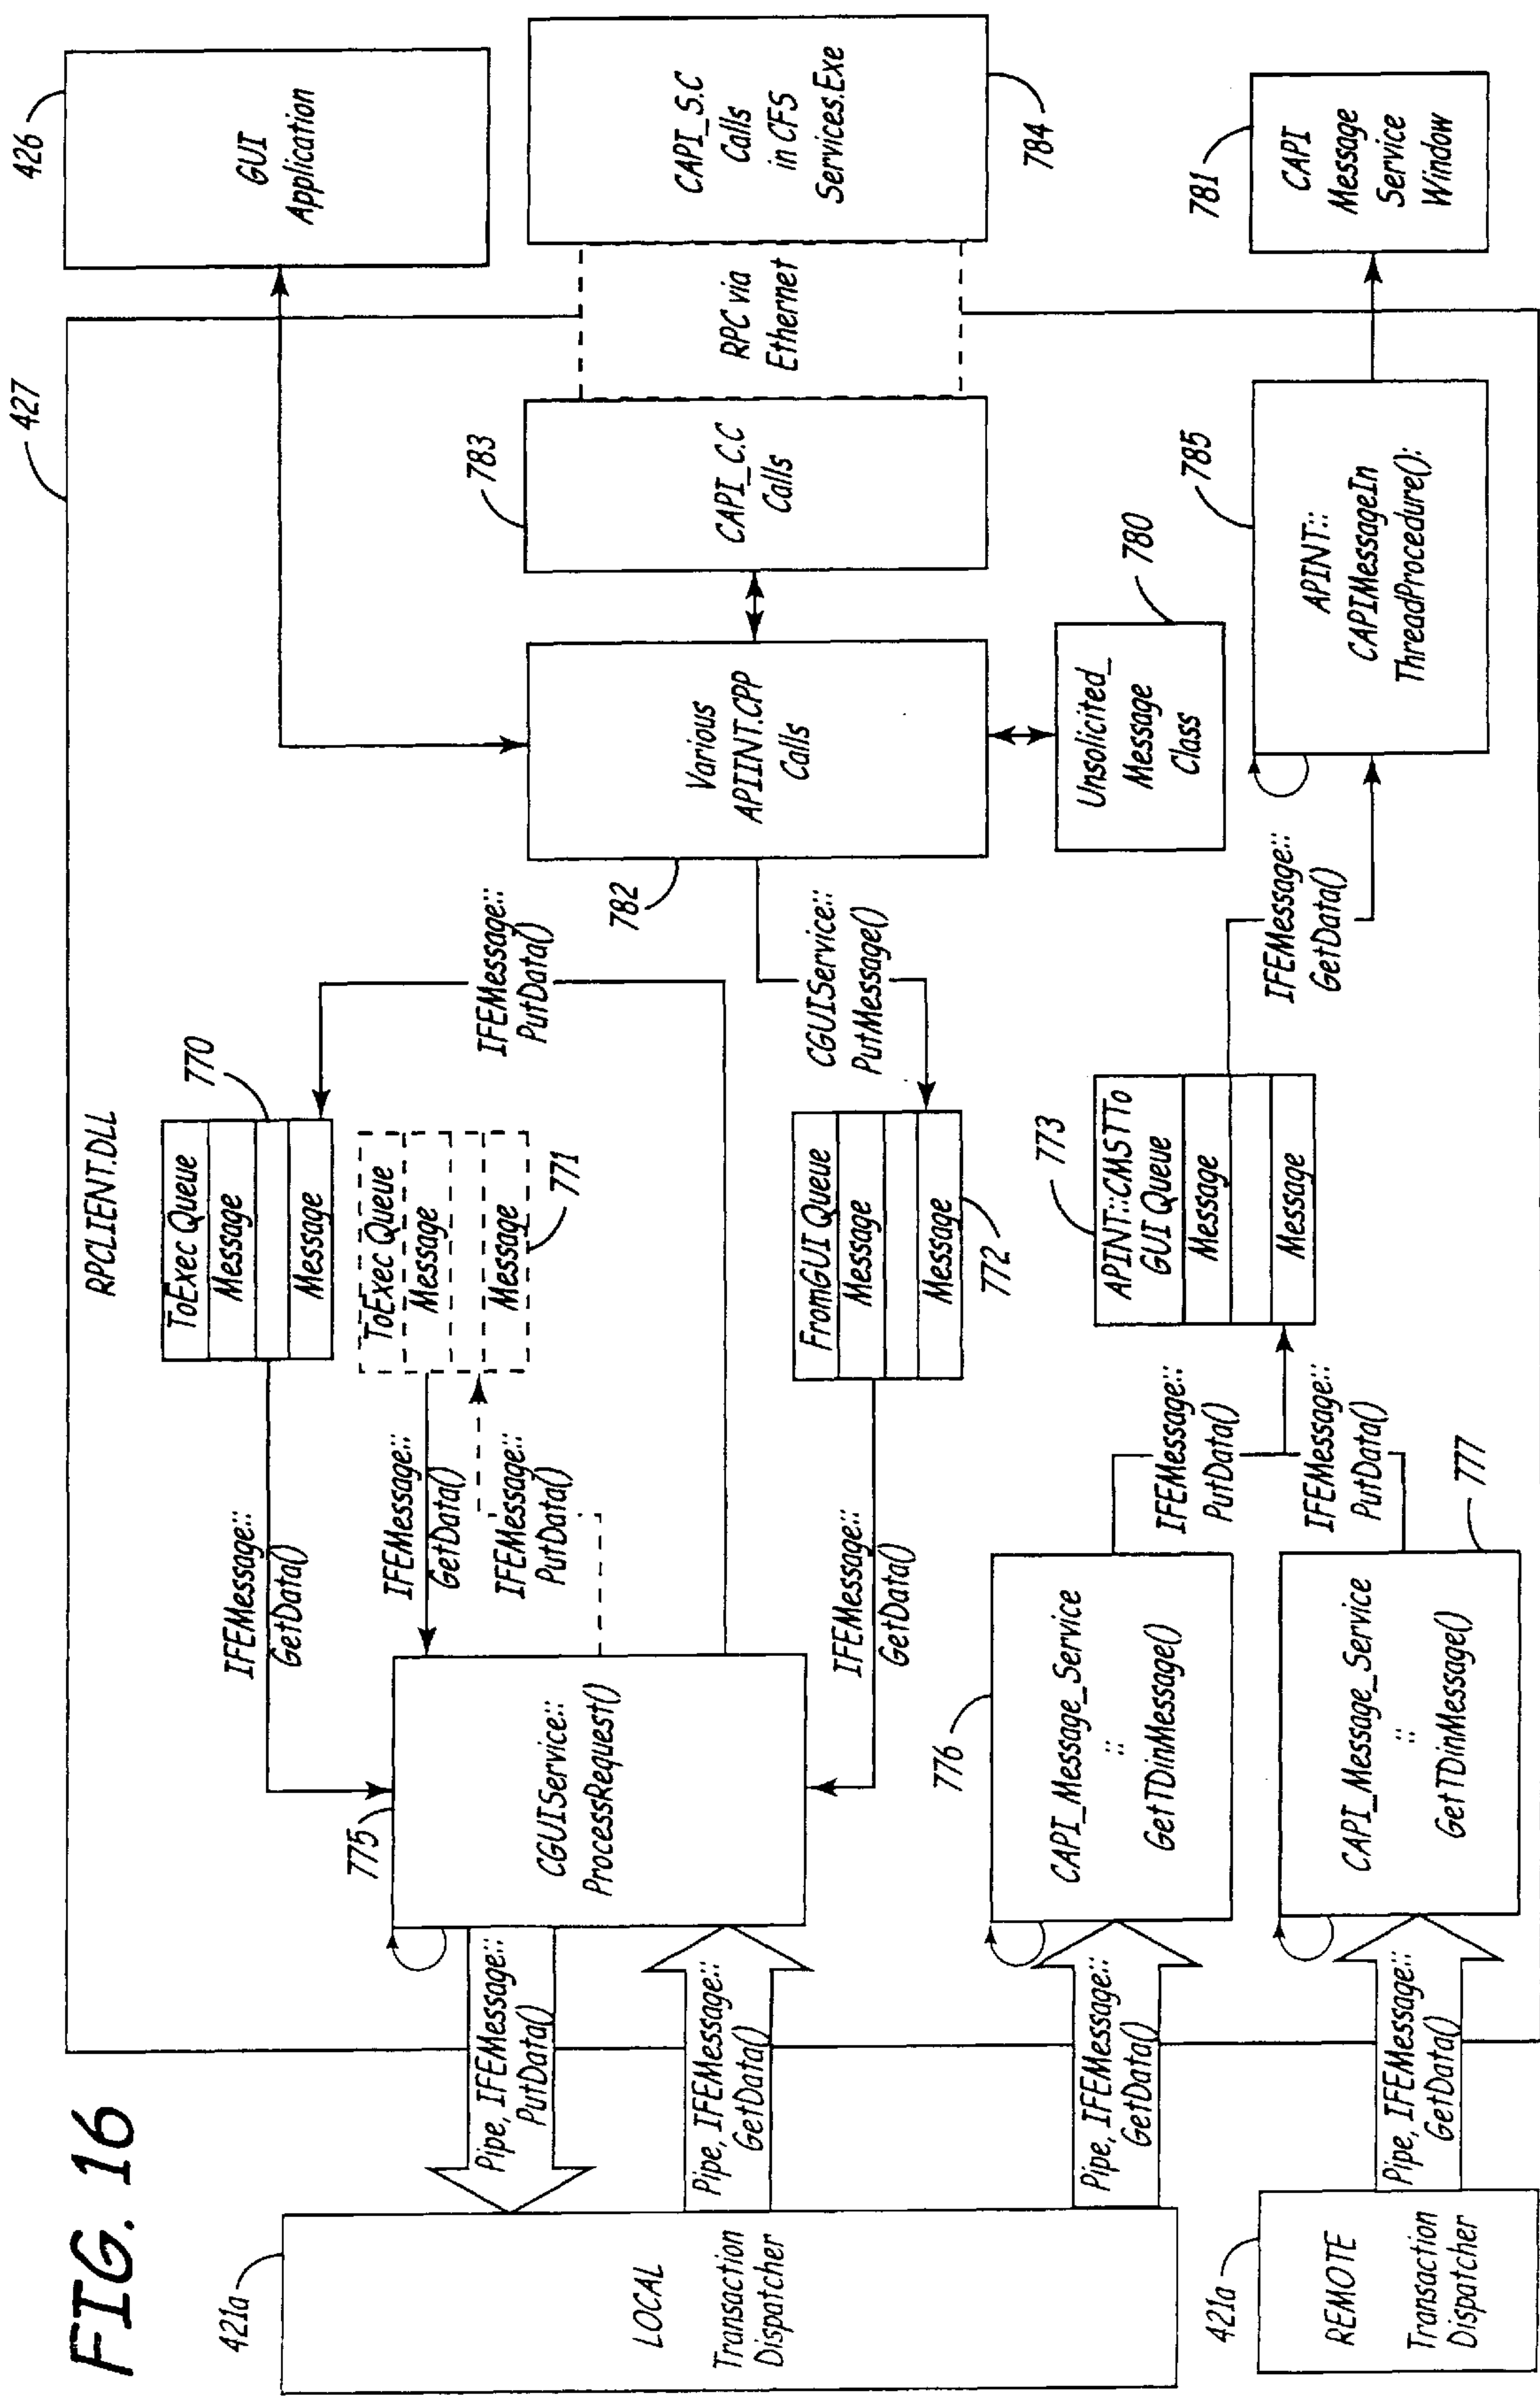 FIG. 16
421a
LOCAL
Transaction
Dispatcher
421a
REMOTE
Transaction
Dispatcher
Pipe, IFEMessage::
PutData()
Pipe, IFEMessage::
GetData()
Pipe, IFEMessage::
GetData()
Pipe, IFEMessage::
GetData()
427
RPCLIENT.DLL
775
CGUIService::
ProcessRequest()
776
CAPI_Message_Service
::
GetTDinMessage()
777
CAPI_Message_Service
::
GetTDinMessage()
IFEMessage::
GetData()
IFEMessage::
GetData()
IFEMessage::
PutData()
IFEMessage::
GetData()
IFEMessage::
PutData()
IFEMessage::
PutData()
770
ToExec Queue
Message
Message
771
ToExec Queue
Message
Message
772
FromGUI Queue
Message
Message
773
APINT::CMSTTo
GUI Queue
Message
Message
IFEMessage::
PutData()
CGUIService::
PutMessage()
IFEMessage::
GetData()
782
Various
APIINT.CPP
Calls
780
Unsolicited_
Message
Class
783
CAPI_C.C
Calls
785
APINT::
CAPIMessageIn
ThreadProcedure();
RPC via
Ethernet
426
GUI
Application
784
CAPI_S.C
Calls
in CFS
Services.Exe
781
CAPI
Message
Service
Window